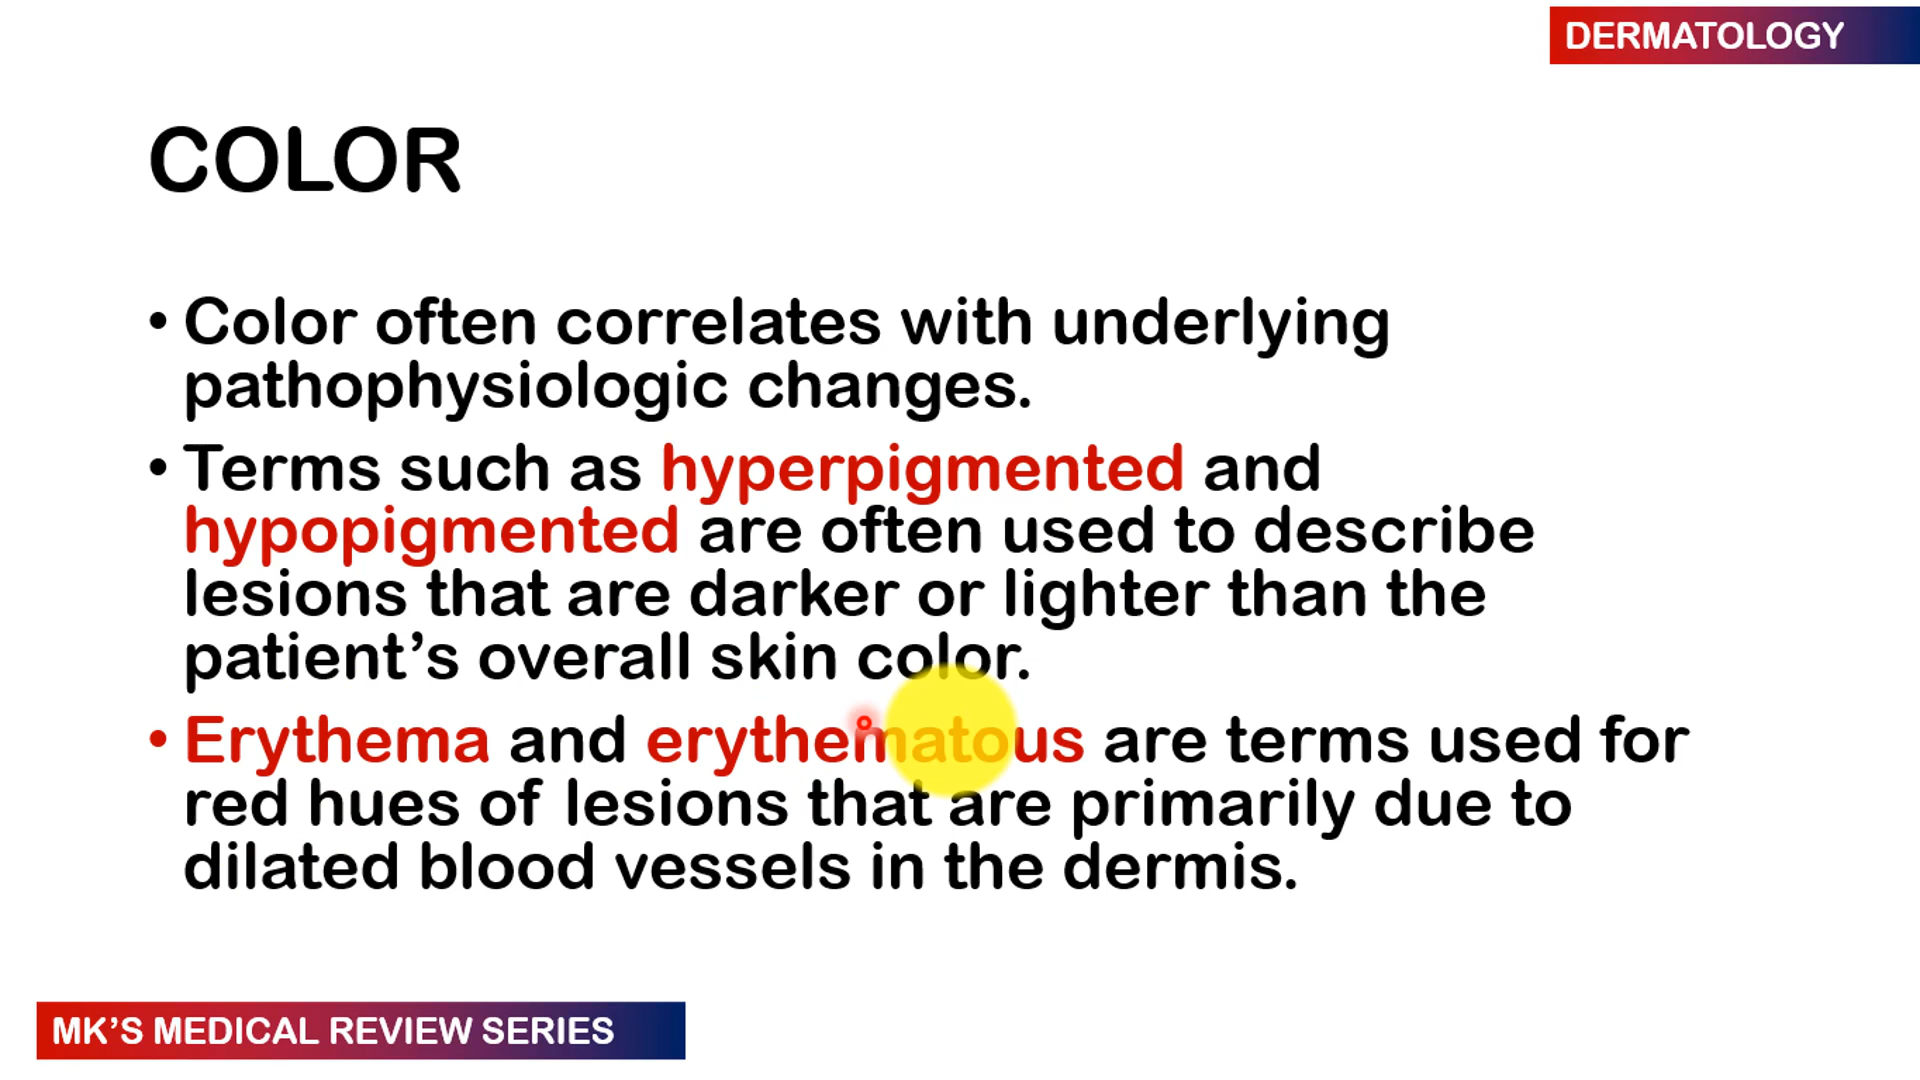 DERMATOLOGY
COLOR
• Color often correlates with underlying
pathophysiologic changes.
• Terms such as hyperpigmented and
hypopigmented are often used to describe
lesions that are darker or lighter than the
patient’s overall skin color.
• Erythema and erythematous are terms used for
red hues of lesions that are primarily due to
dilated blood vessels in the dermis.
MK’S MEDICAL REVIEW SERIES